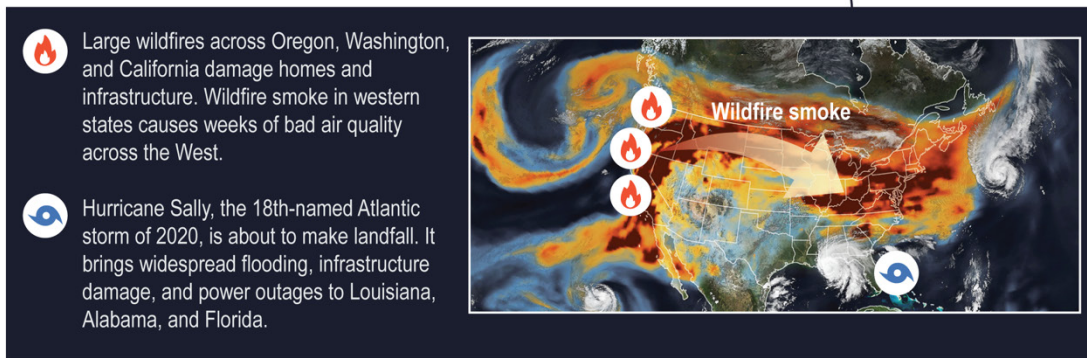 Large wildfires across Oregon, Washington,
and California damage homes and
infrastructure. Wildfire smoke in western
states causes weeks of bad air quality
across the West.
Hurricane Sally, the 18th-named Atlantic
storm of 2020, is about to make landfall. It
brings widespread flooding, infrastructure
damage, and power outages to Louisiana,
Alabama, and Florida.
Wildfire smoke